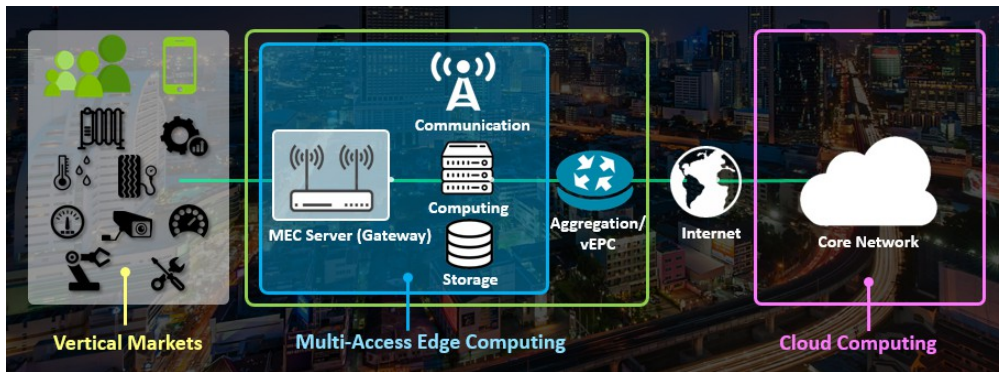 Communication
MEC Server (Gateway)
Computing
Storage
Aggregation/
vEPC
Internet
Core Network
Vertical Markets
Multi-Access Edge Computing
Cloud Computing